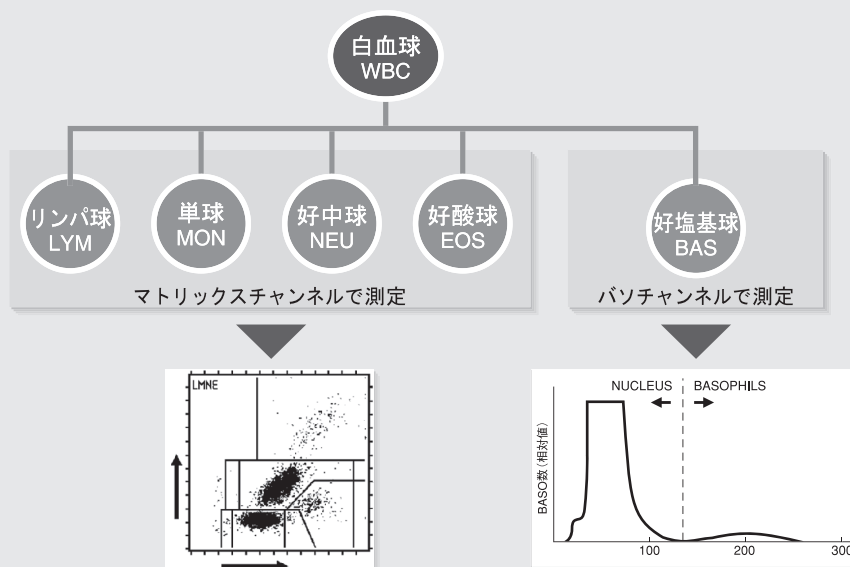 白血球
WBC
リンパ球
LYM
単球
MON
好中球
NEU
好酸球
EOS
好塩基球
BAS
マトリックスチャンネルで測定
バソチャンネルで測定
LMNE
NUCLEUS
BASOPHILS
BASO数(相対値)
100
200
300